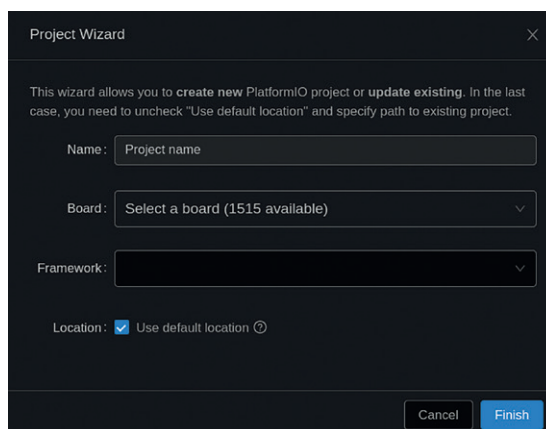 Project Wizard
This wizard allows you to create new PlatformIO project or update existing. In the last
case, you need to uncheck "Use default location" and specify path to existing project.
Name: Project name
Board: Select a board (1515 available)
Framework:
Location: Use default location
Cancel Finish